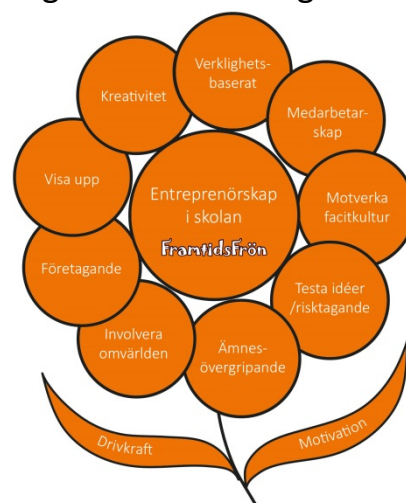 Entreprenörskap
i skolan
FramtidsFrön
Verklighets-
baserat
Medarbetar-
skap
Motverka
facitkultur
Testa idéer
/risktagande
Ämnes-
övergripande
Involvera
omvärlden
Företagande
Visa upp
Kreativitet
Drivkraft
Motivation